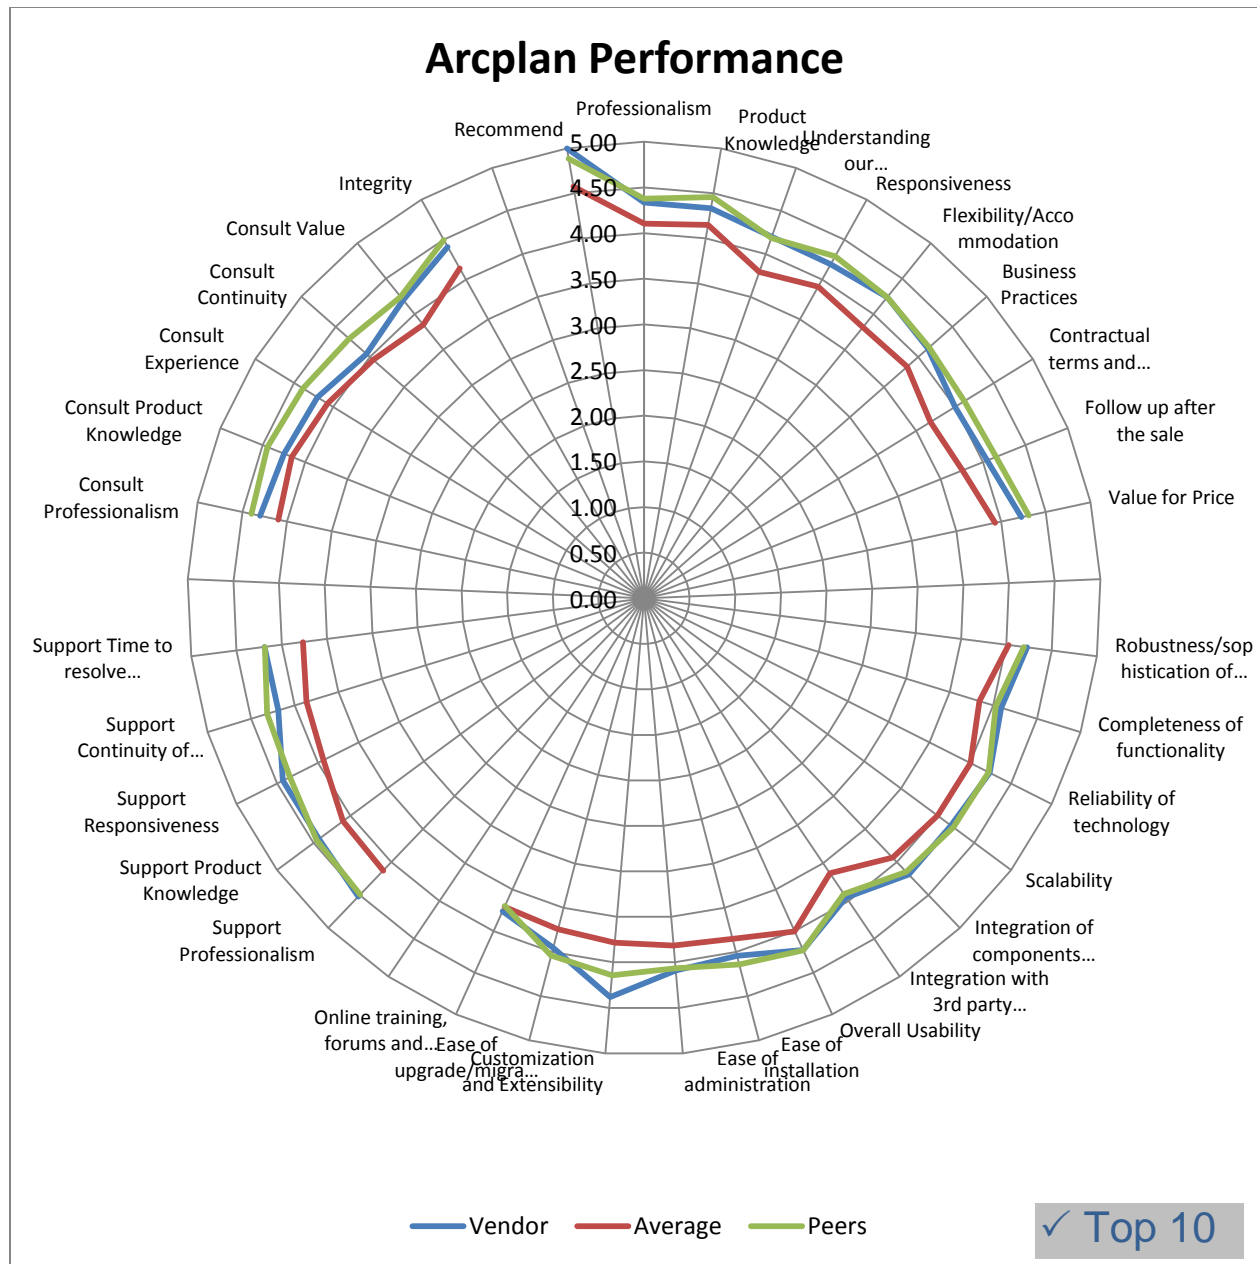 Arcplan Performance
Professionalism
Product
Knowledge
Understanding
our...
Responsiveness
Flexibility/Acco
mmodation
Business
Practices
Contractual
terms and...
Follow up after
the sale
Value for Price
Robustness/sop
histication of...
Completeness of
functionality
Reliability of
technology
Scalability
Integration of
components...
Integration with
3rd party...
Overall Usability
Ease of
installation
Ease of
administration
Customization
and Extensibility
Ease of
upgrade/migra...
Online training,
forums and...
Support
Professionalism
Support Product
Knowledge
Support
Responsiveness
Support
Continuity of...
Support Time to
resolve...
Consult
Professionalism
Consult Product
Knowledge
Consult
Experience
Consult
Continuity
Consult Value
Integrity
Recommend
5.00
4.50
4.00
3.50
3.00
2.50
2.00
1.50
1.00
0.50
0.00
Vendor
Average
Peers
✓ Top 10